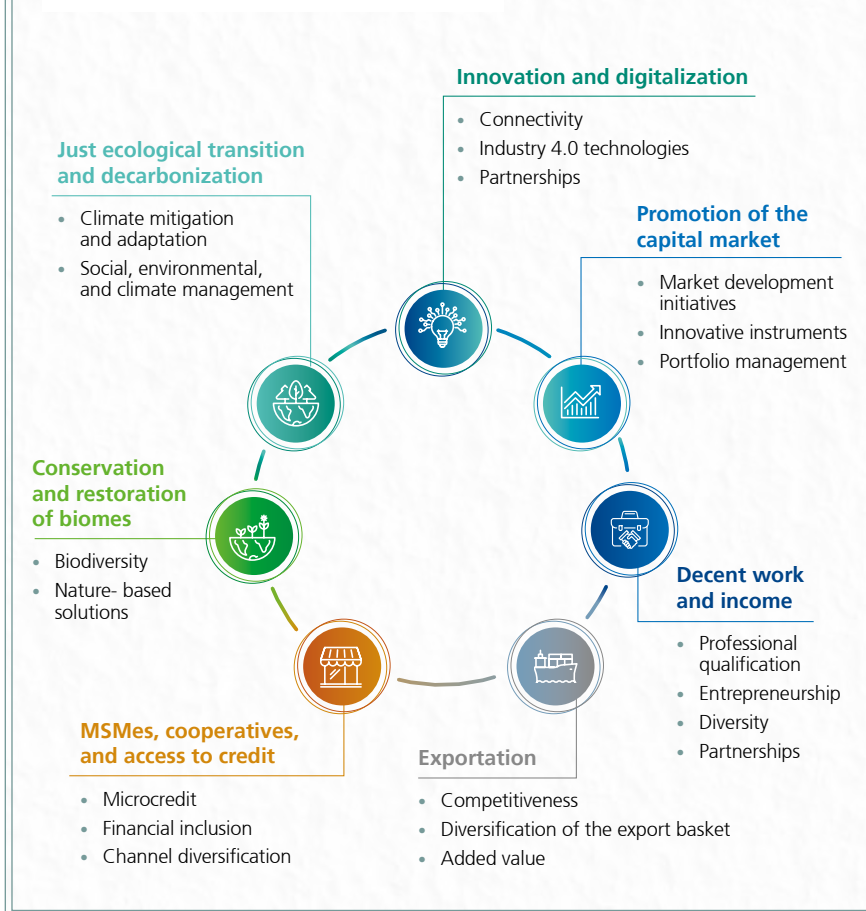 Innovation and digitalization
• Connectivity
• Industry 4.0 technologies
• Partnerships
Just ecological transition
and decarbonization
• Climate mitigation
and adaptation
• Social, environmental,
and climate management
Promotion of the
capital market
• Market development
initiatives
• Innovative instruments
• Portfolio management
Conservation
and restoration
of biomes
• Biodiversity
• Nature- based
solutions
Decent work
and income
• Professional
qualification
• Entrepreneurship
• Diversity
• Partnerships
MSMes, cooperatives,
and access to credit
• Microcredit
• Financial inclusion
• Channel diversification
Exportation
• Competitiveness
• Diversification of the export basket
• Added value